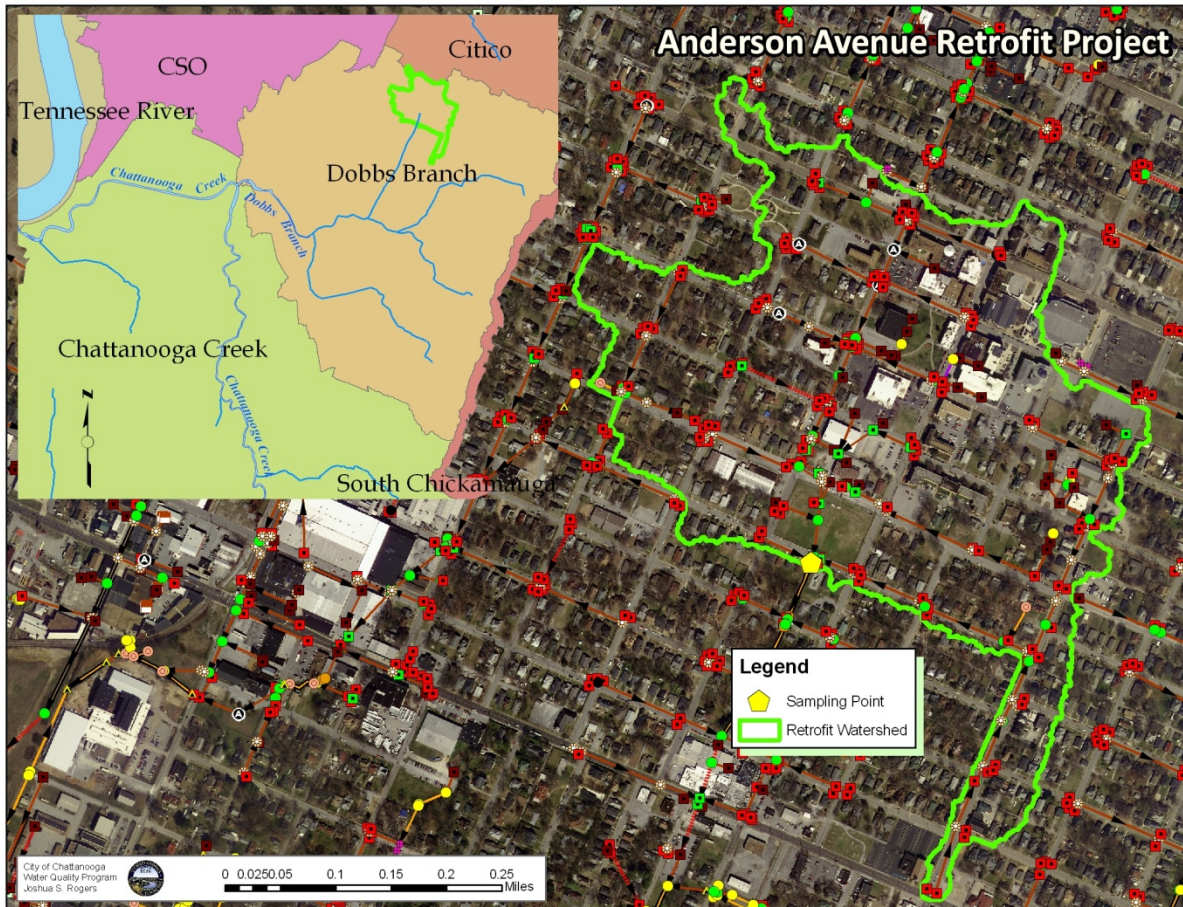 Anderson Avenue Retrofit Project
CSO
Citico
Tennessee River
Chattanooga Creek
Dobbs Branch
Dobbs Branch
Chattanooga Creek
Chattanooga Creek
South Chickamauga
z
Legend
Sampling Point
Retrofit Watershed
City of Chattanooga
Water Quality Program
Joshua S. Rogers
0 0.0250.05 0.1 0.15 0.2 0.25
Miles
A
A
A
A
A
A